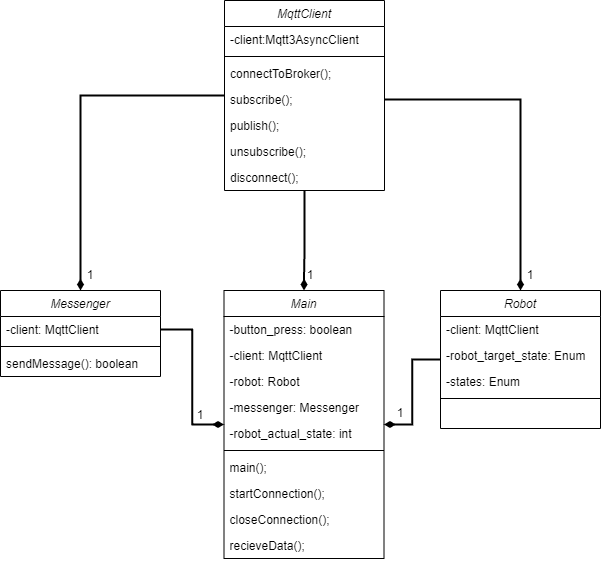 MqttClient
-client:Mqtt3AsyncClient
connectToBroker();
subscribe();
publish();
unsubscribe();
disconnect();
1
1
1
Messenger
-client: MqttClient
sendMessage(): boolean
1
Main
-button_press: boolean
-client: MqttClient
-robot: Robot
-messenger: Messenger
-robot_actual_state: int
main();
startConnection();
closeConnection();
recieveData();
1
Robot
-client: MqttClient
-robot_target_state: Enum
-states: Enum